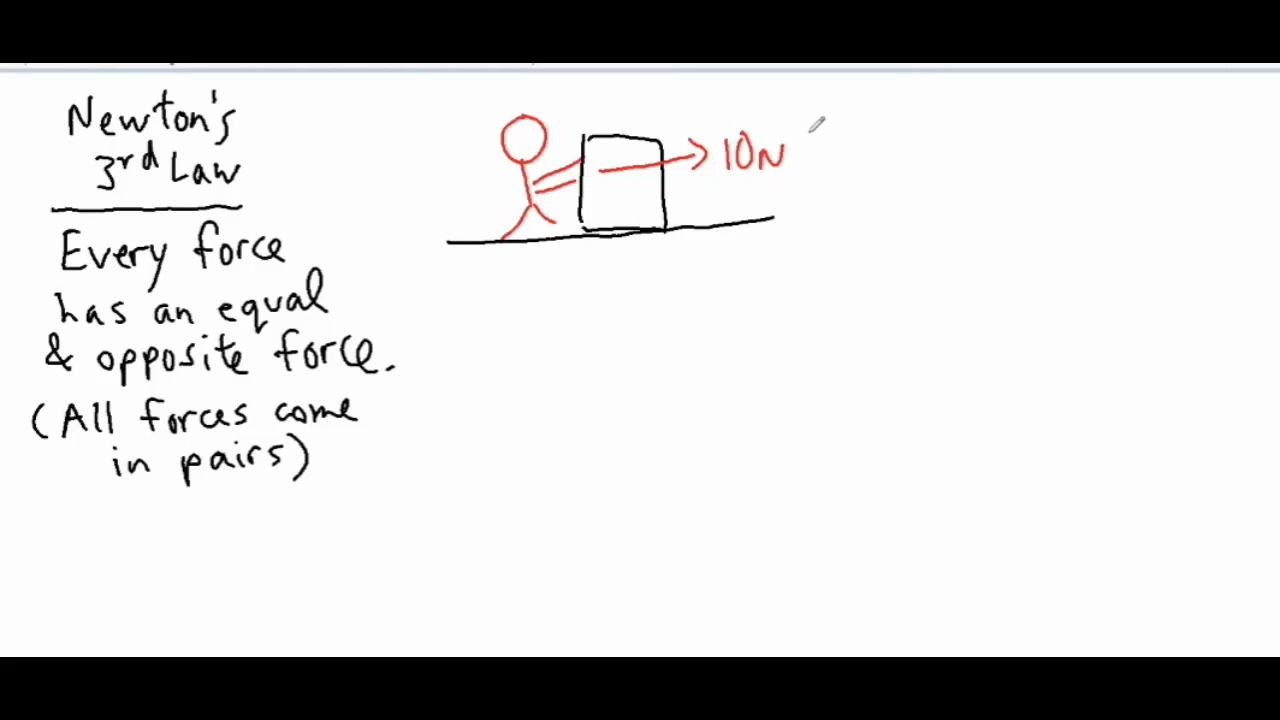 Newton's
3rd Law
Every force
has an equal
& opposite force.
(All forces come
in pairs)
10N